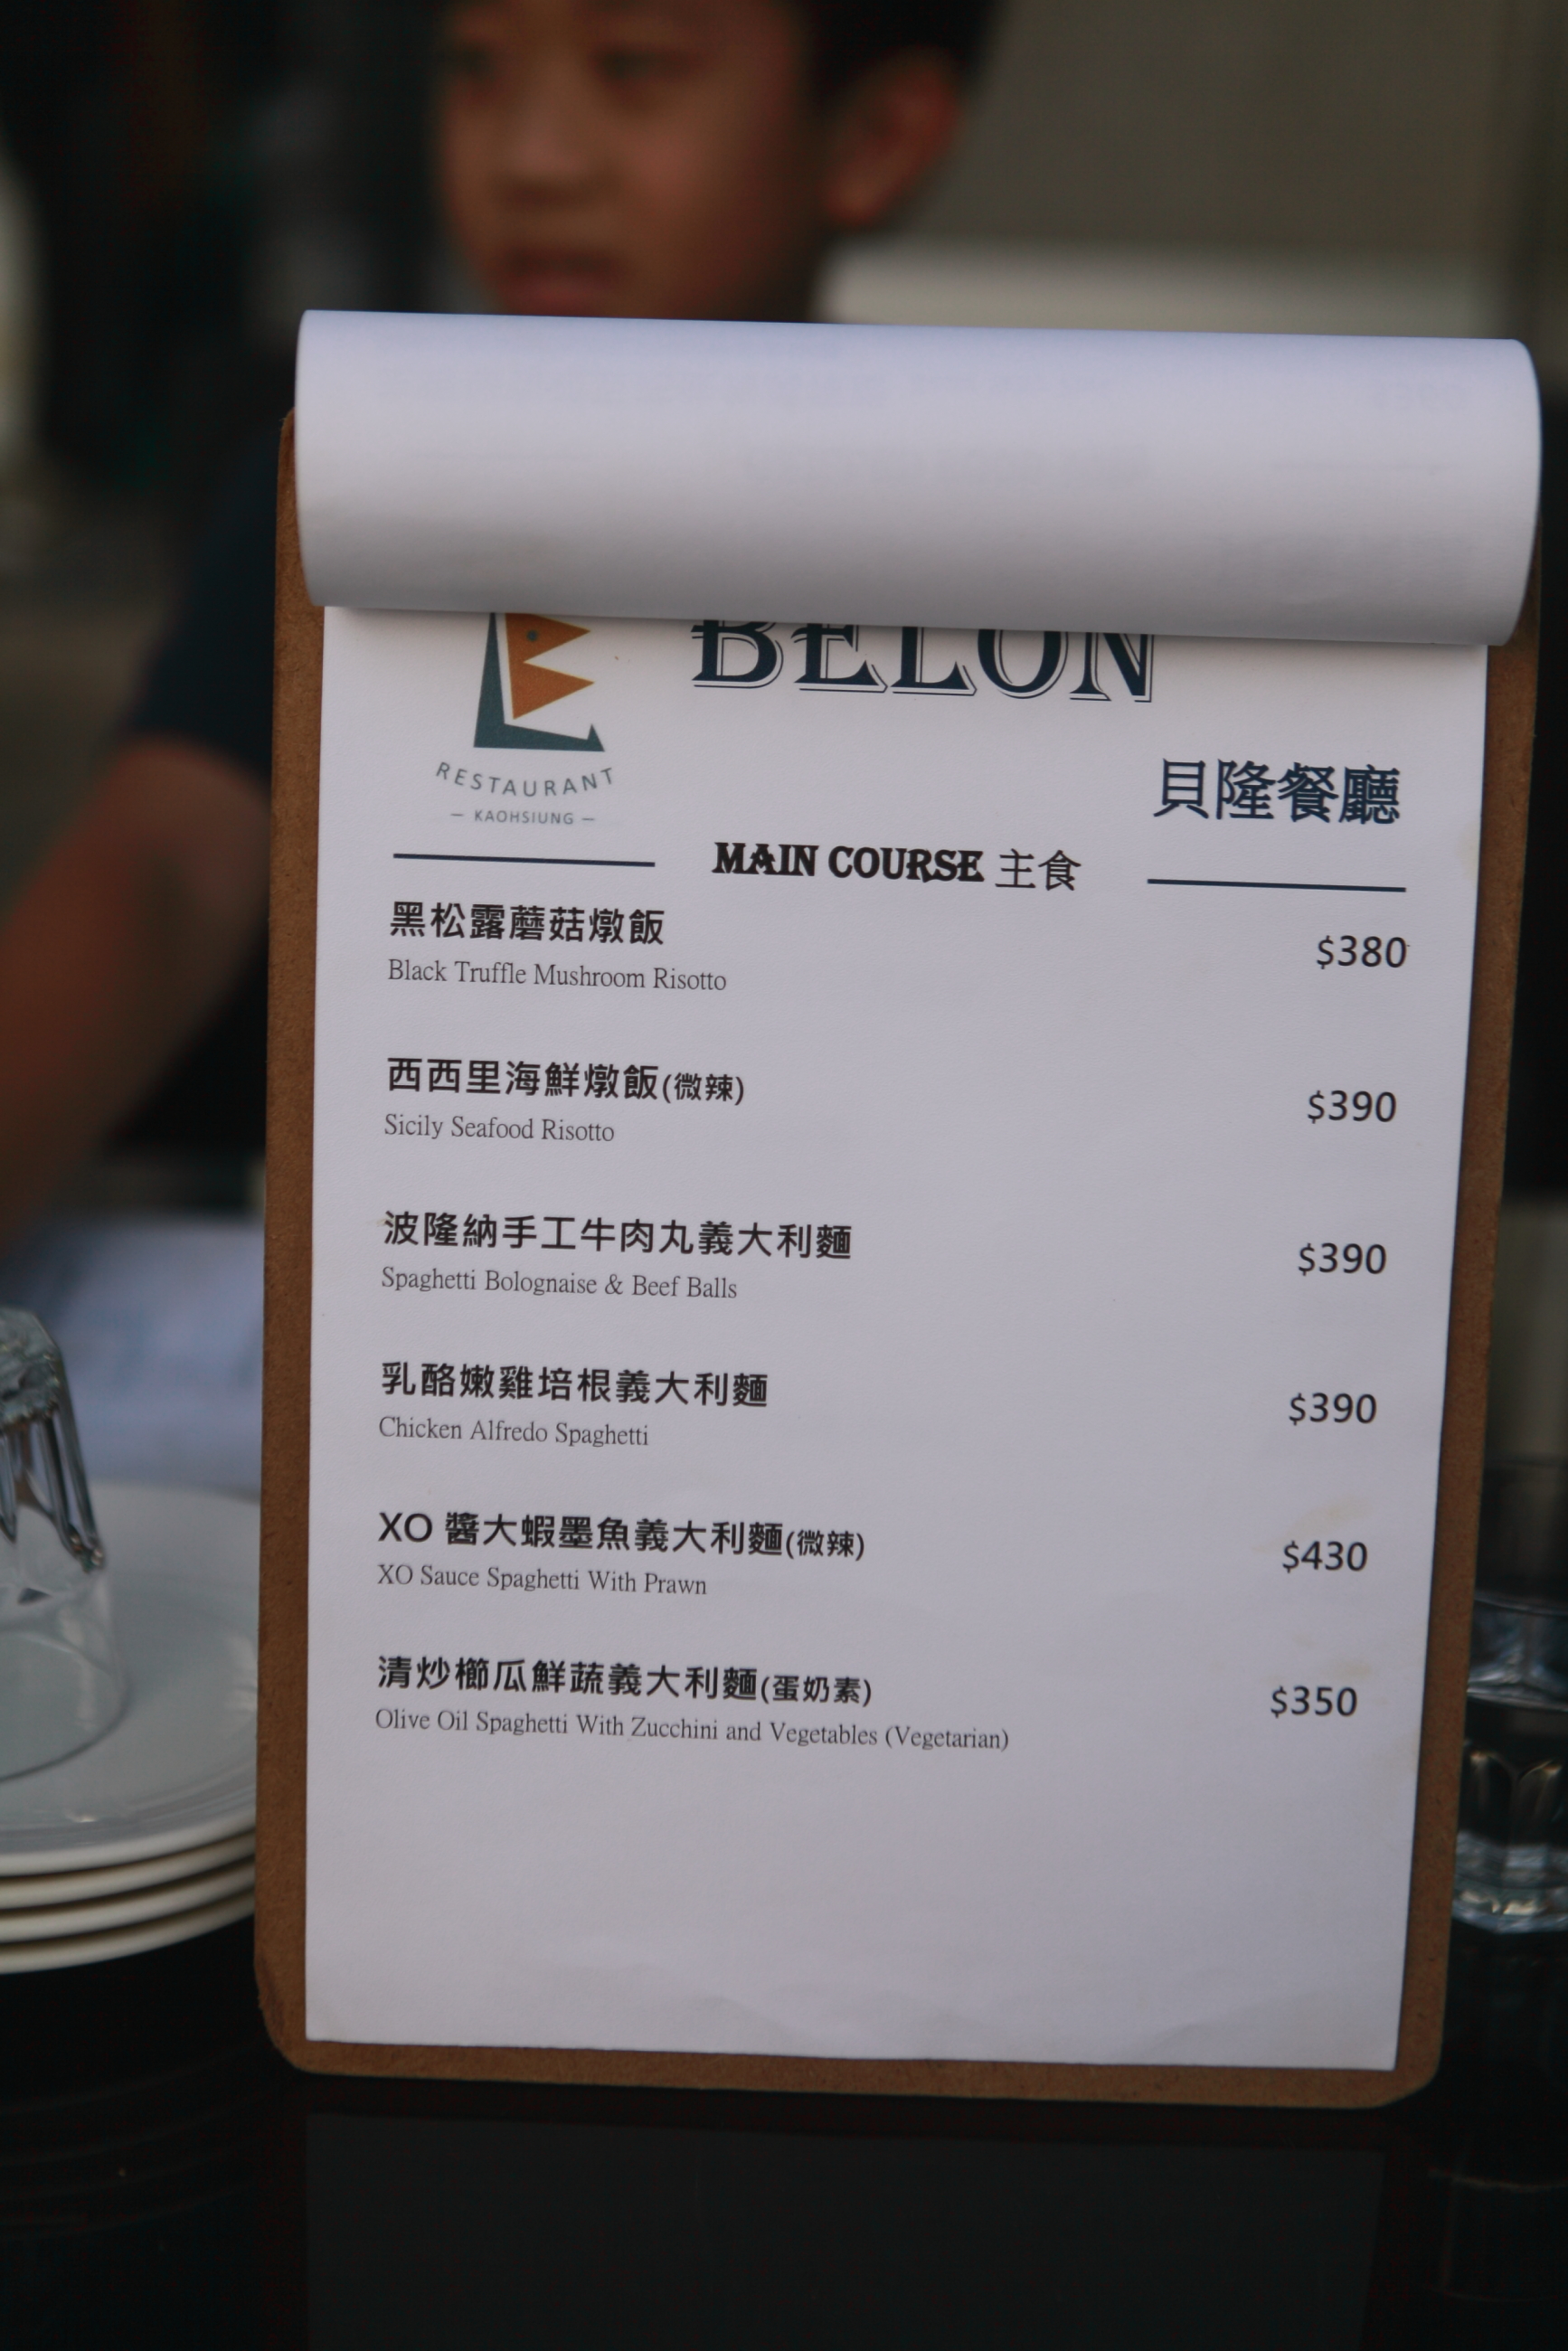 BELON
RESTAURANT
— KAOHSIUNG —
貝隆餐廳
MAIN COURSE 主食
黑松露蘑菇燉飯 $380
Black Truffle Mushroom Risotto
西西里海鮮燉飯(微辣) $390
Sicily Seafood Risotto
波隆納手工牛肉丸義大利麵 $390
Spaghetti Bolognaise & Beef Balls
乳酪嫩雞培根義大利麵 $390
Chicken Alfredo Spaghetti
XO 醬大蝦墨魚義大利麵(微辣) $430
XO Sauce Spaghetti With Prawn
清炒櫛瓜鮮蔬義大利麵(蛋奶素) $350
Olive Oil Spaghetti With Zucchini and Vegetables (Vegetarian)